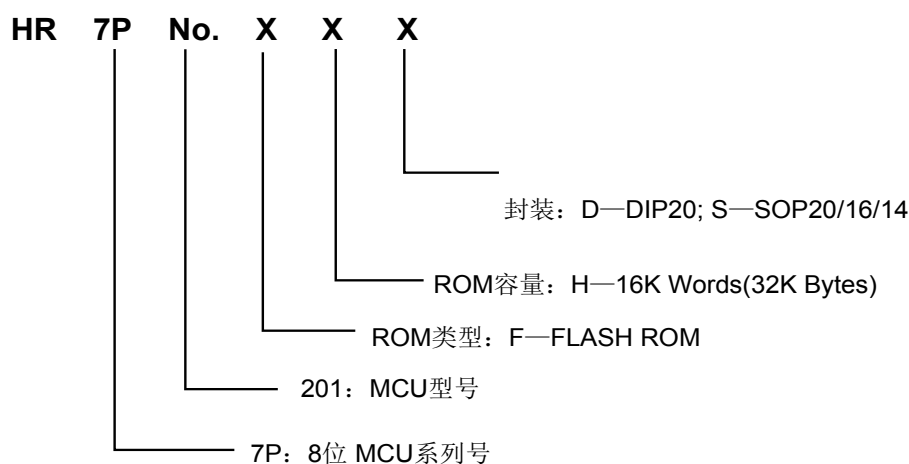 HR 7P No. X X X
封装：D—DIP20; S—SOP20/16/14
ROM容量：H—16K Words(32K Bytes)
ROM类型：F—FLASH ROM
201：MCU型号
7P：8位 MCU系列号